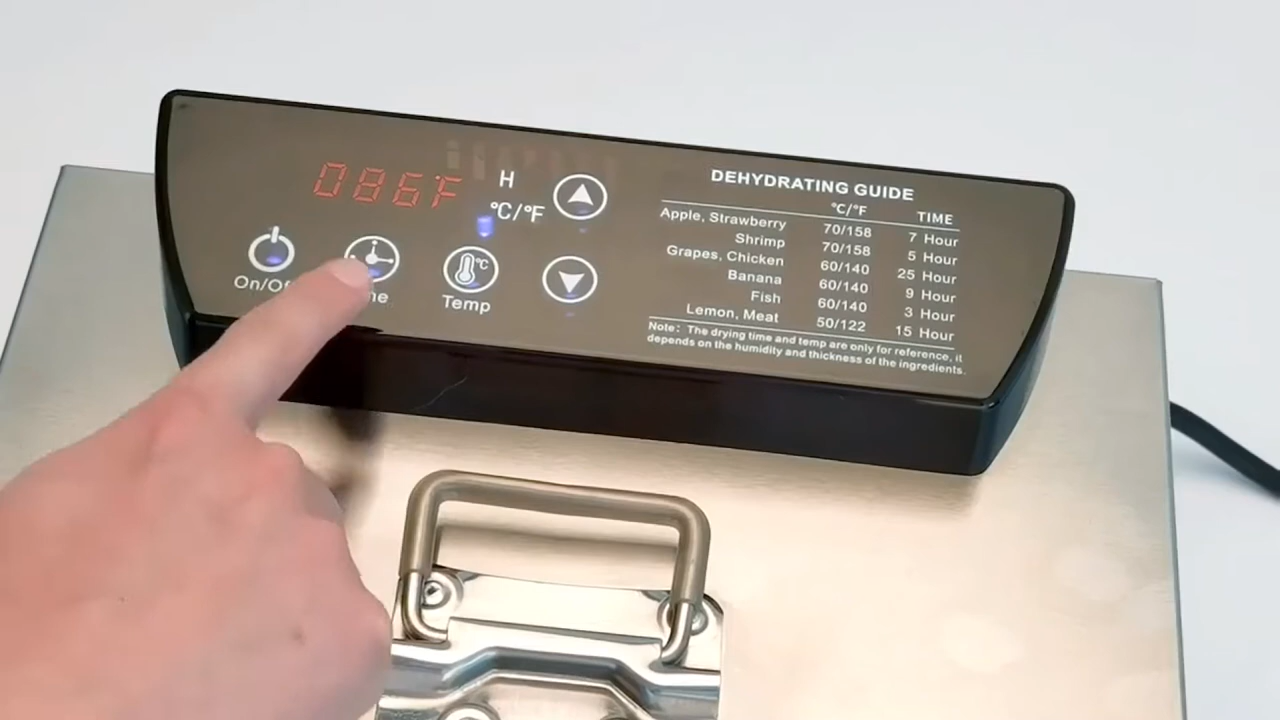 086F
H
°C/°F
On/Of
Temp
°C
DEHYDRATING GUIDE
°C/°F TIME
Apple, Strawberry 70/158 7 Hour
Shrimp 70/158 5 Hour
Grapes, Chicken 60/140 25 Hour
Banana 60/140 9 Hour
Fish 60/140 3 Hour
Lemon, Meat 50/122 15 Hour
Note: The drying time and temp are only for reference, it
depends on the humidity and thickness of the ingredients.